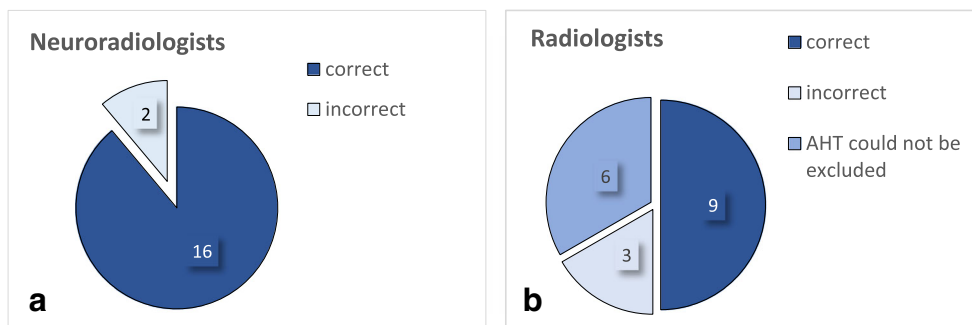 Neuroradiologists
correct
incorrect
2
16
a
Radiologists
correct
incorrect
AHT could not be
excluded
6
9
3
b